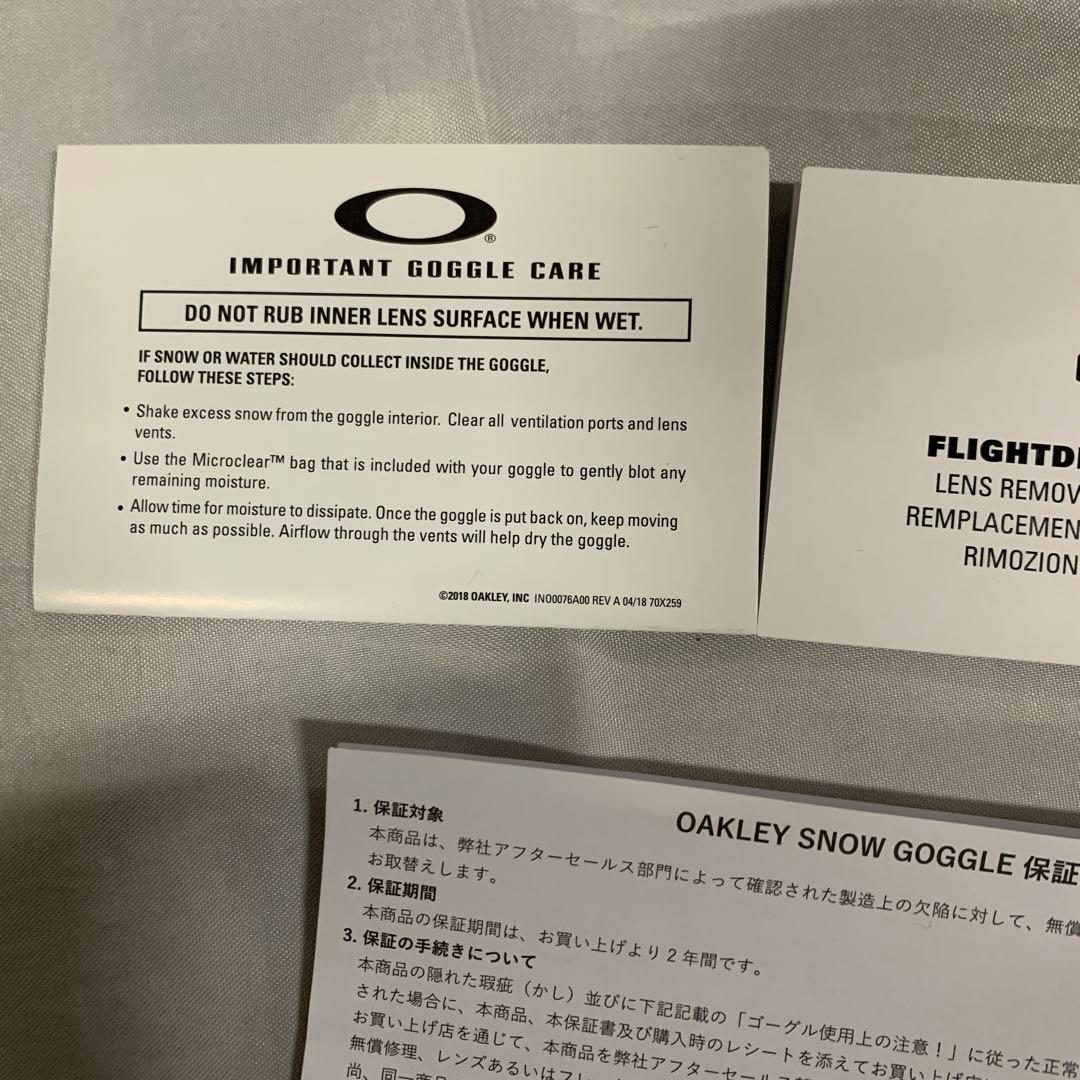 ®
IMPORTANT GOGGLE CARE
DO NOT RUB INNER LENS SURFACE WHEN WET.
IF SNOW OR WATER SHOULD COLLECT INSIDE THE GOGGLE,
FOLLOW THESE STEPS:
• Shake excess snow from the goggle interior. Clear all ventilation ports and lens
vents.
• Use the Microclear™ bag that is included with your goggle to gently blot any
remaining moisture.
• Allow time for moisture to dissipate. Once the goggle is put back on, keep moving
as much as possible. Airflow through the vents will help dry the goggle.
©2018 OAKLEY, INC INO0076A00 REV A 04/18 70X259
LENS
OAKLEY SNOW GOGGLE 保証
1. 保証対象
本商品は、弊社アフターセールス部門によって確認された製造上の欠陥に対して、無償
お取替えします。
2. 保証期間
本商品の保証期間は、お買い上げより 2 年間です。
3. 保証の手続きについて
本商品の隠れた瑕疵（かし）並びに下記記載の「ゴーグル使用上の注意！」に従った正常
された場合に、本商品、本保証書及び購入時のレシートを添えてお買い上げ
お買い上げ店を通じて、本商品を弊社アフターセールス
無償修理、レンズあるいは
尚、同一商品